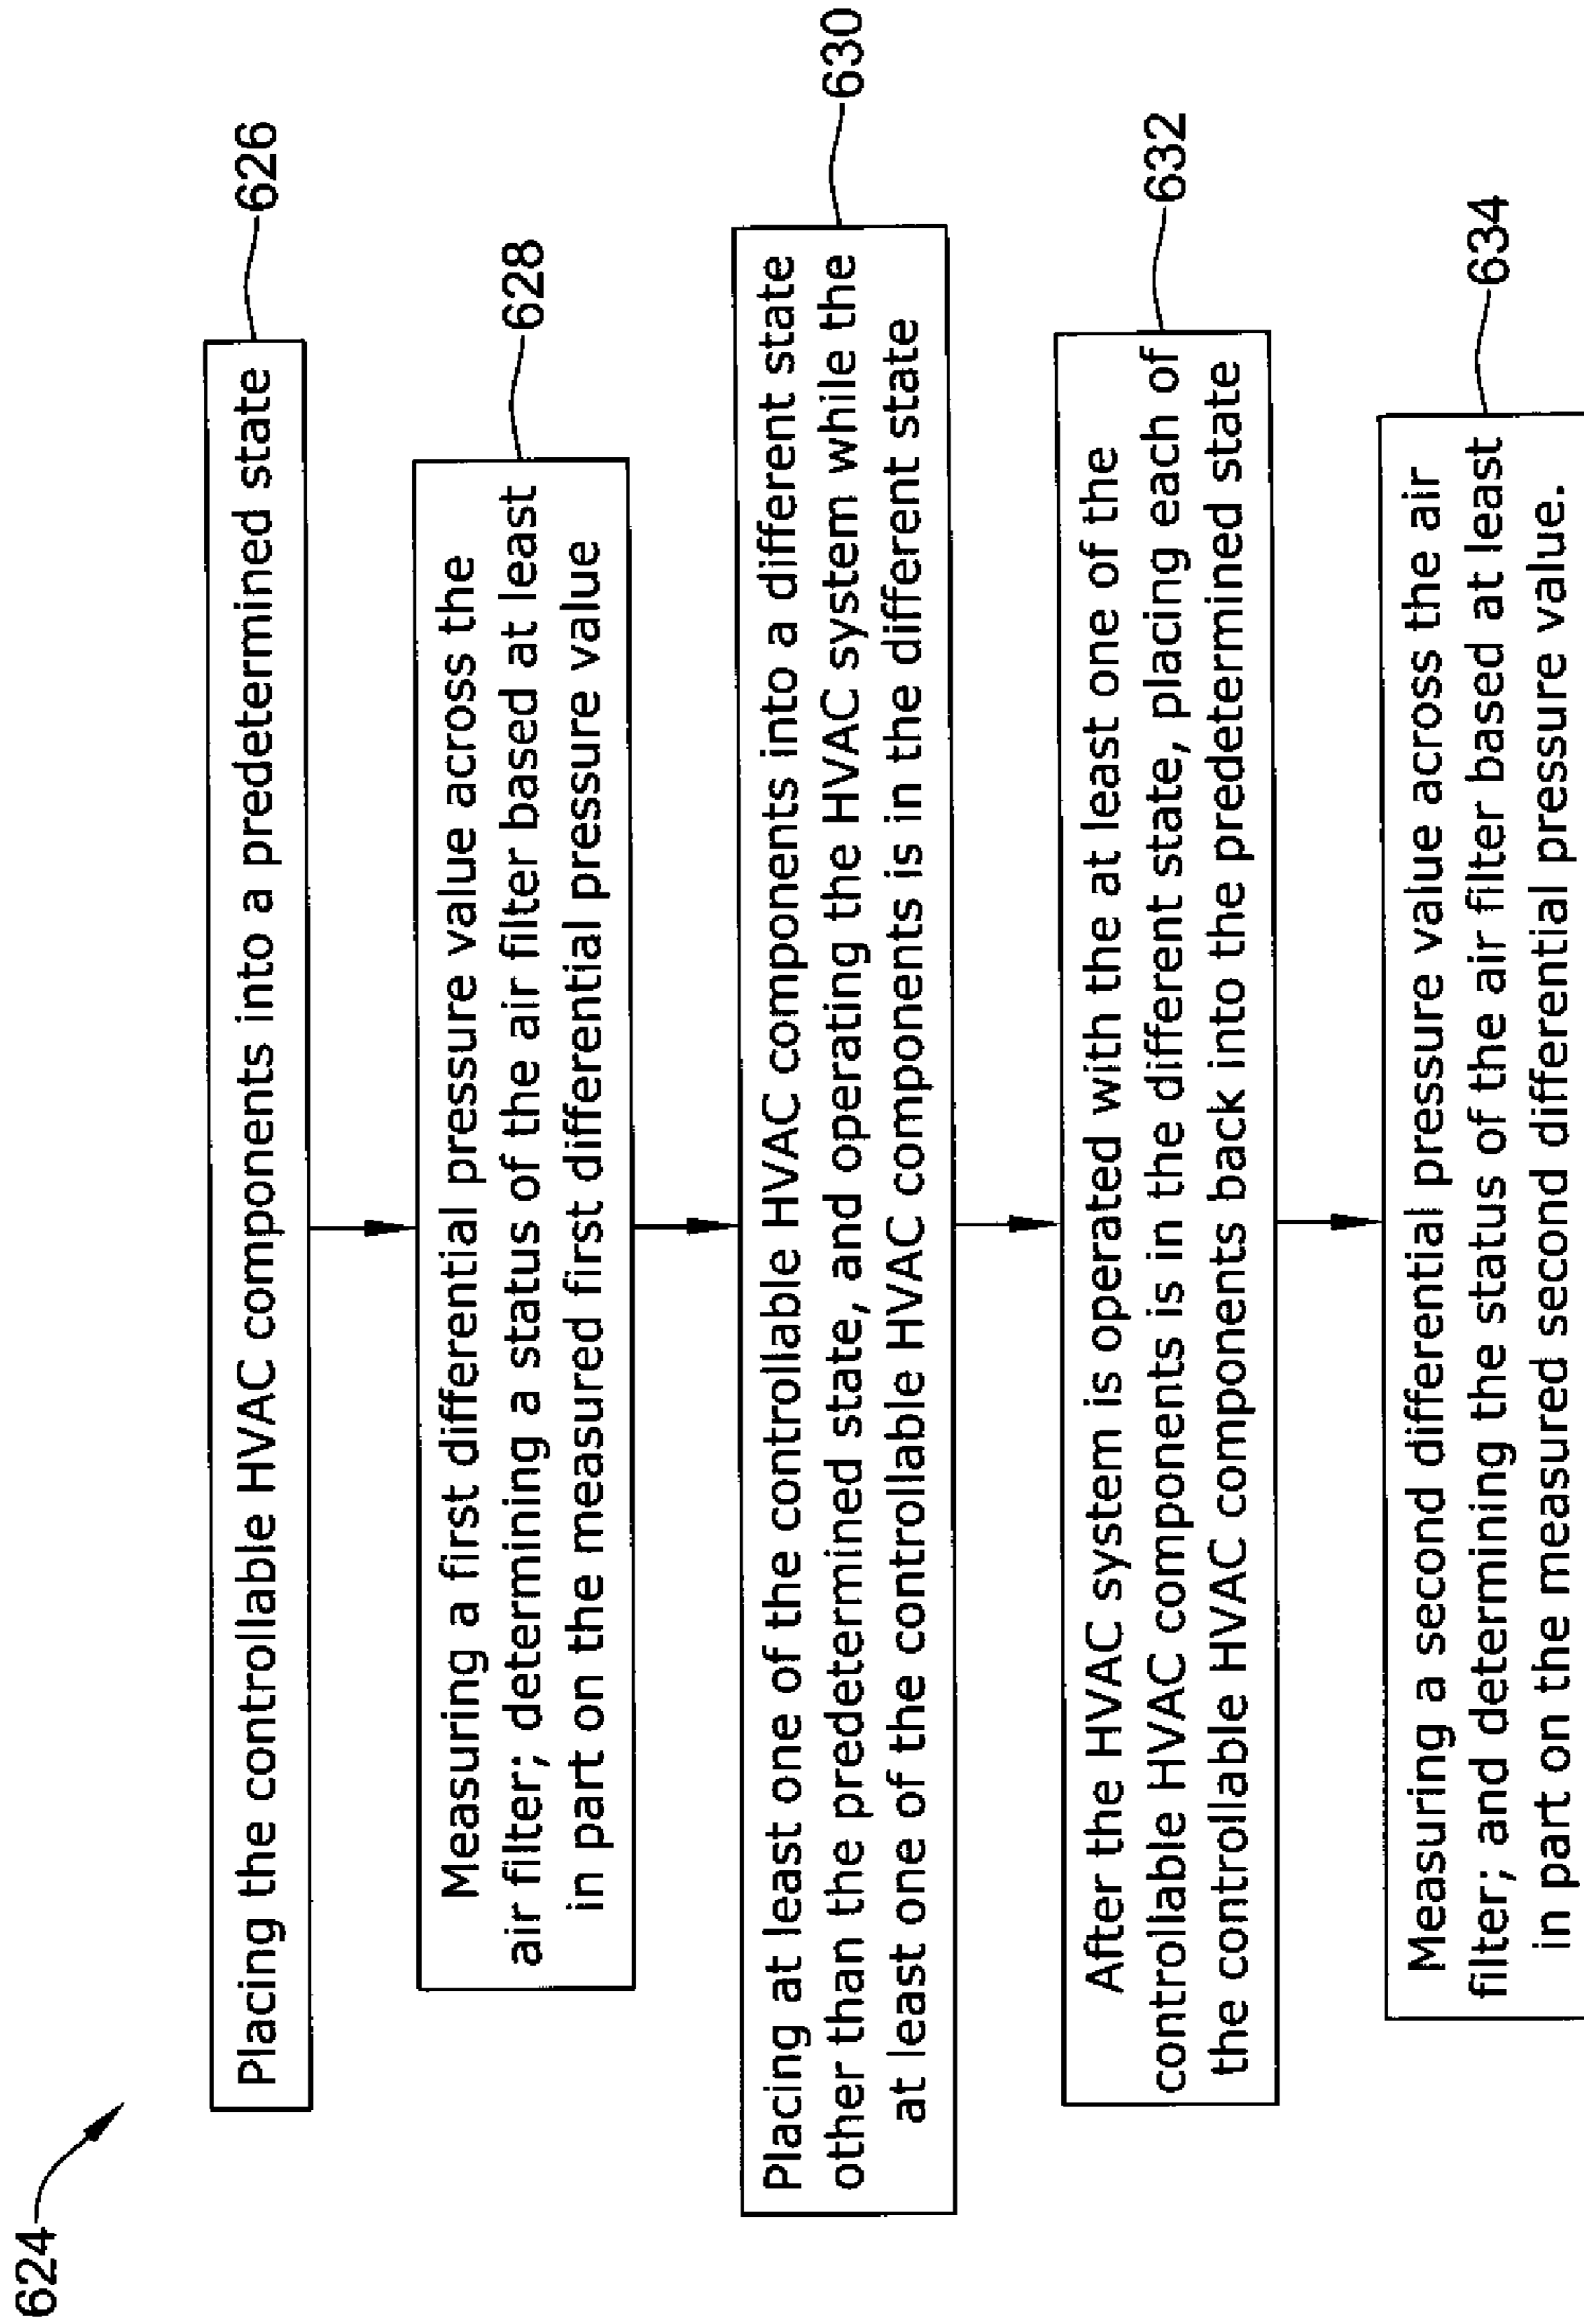 624
Placing the controllable HVAC components into a predetermined state
626
Measuring a first differential pressure value across the
air filter; determining a status of the air filter based at least
in part on the measured first differential pressure value
628
Placing at least one of the controllable HVAC components into a different state
other than the predetermined state, and operating the HVAC system while the
at least one of the controllable HVAC components is in the different state
630
After the HVAC system is operated with the at least one of the
controllable HVAC components is in the different state, placing each of
the controllable HVAC components back into the predetermined state
632
Measuring a second differential pressure value across the air
filter; and determining the status of the air filter based at least
in part on the measured second differential pressure value.
634